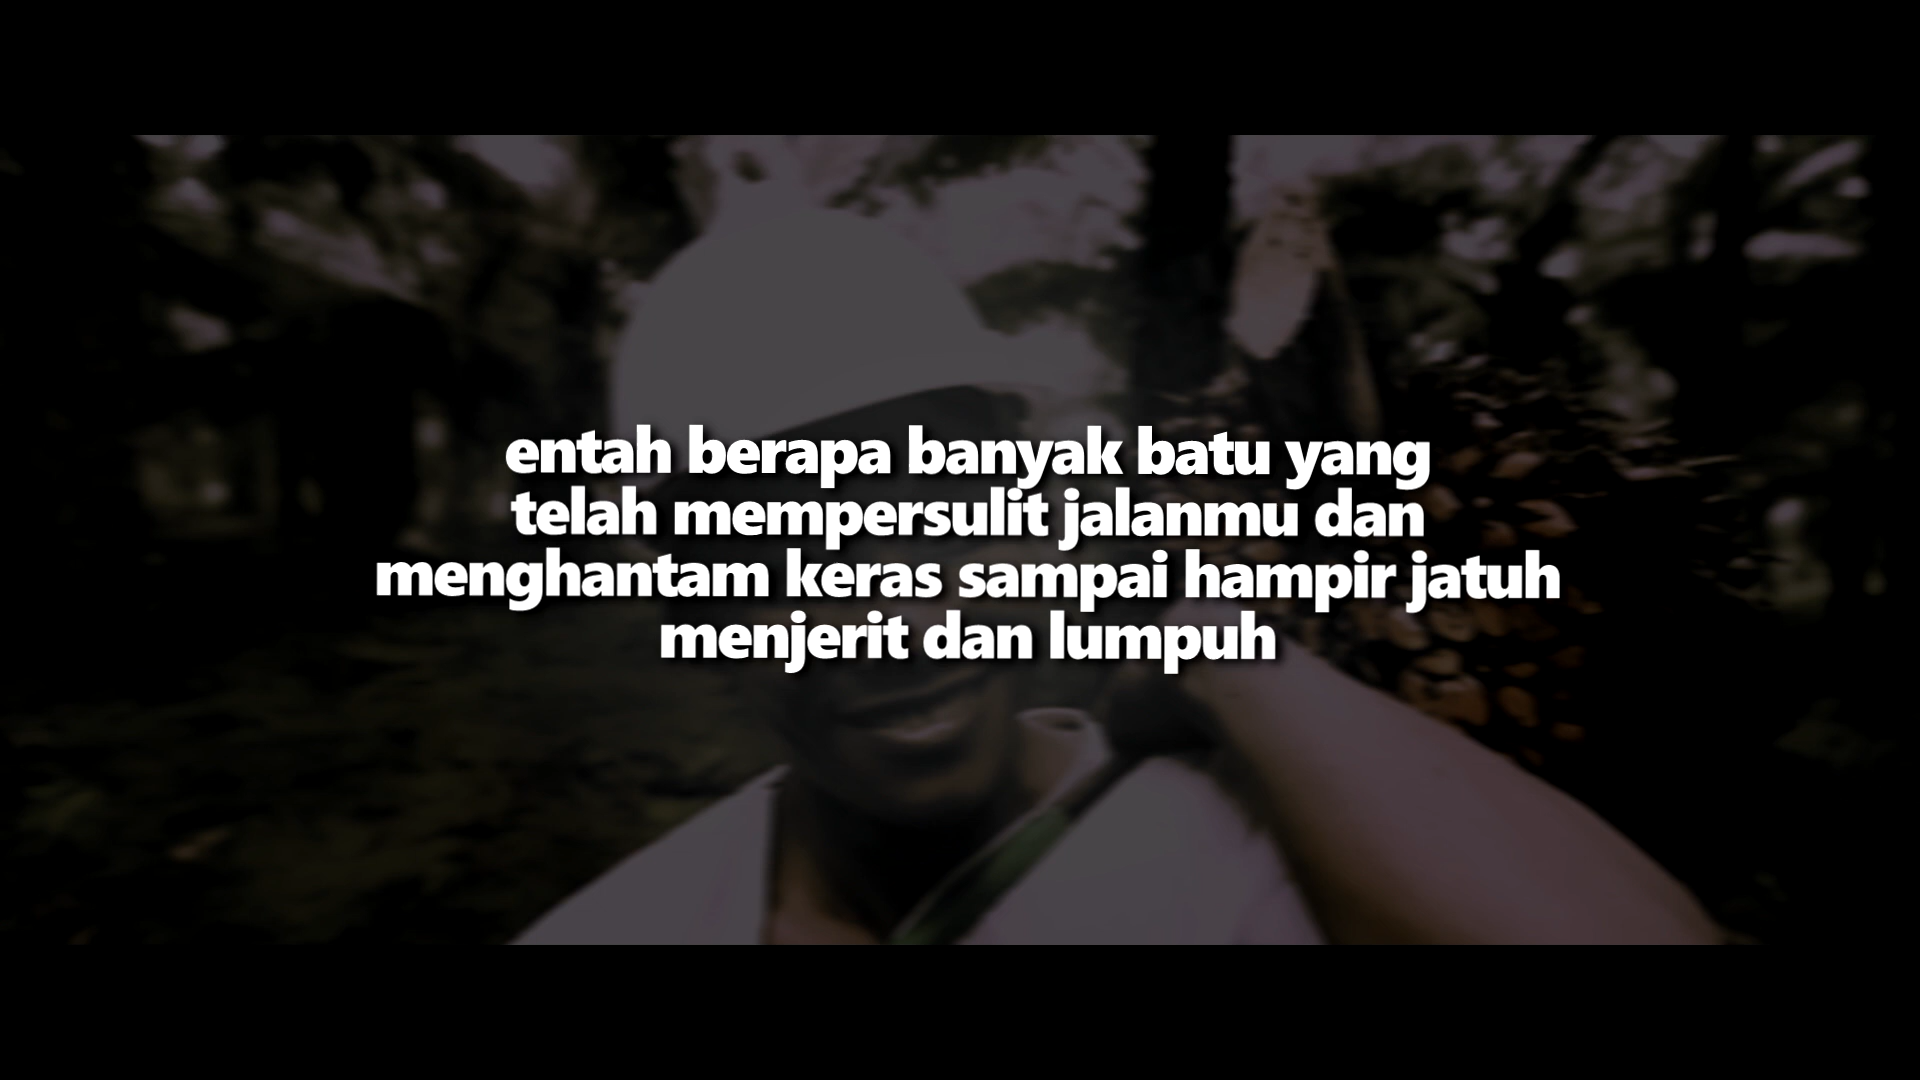 entah berapa banyak batu yang
telah mempersulit jalanmu dan
menghantam keras sampai hampir jatuh
menjerit dan lumpuh